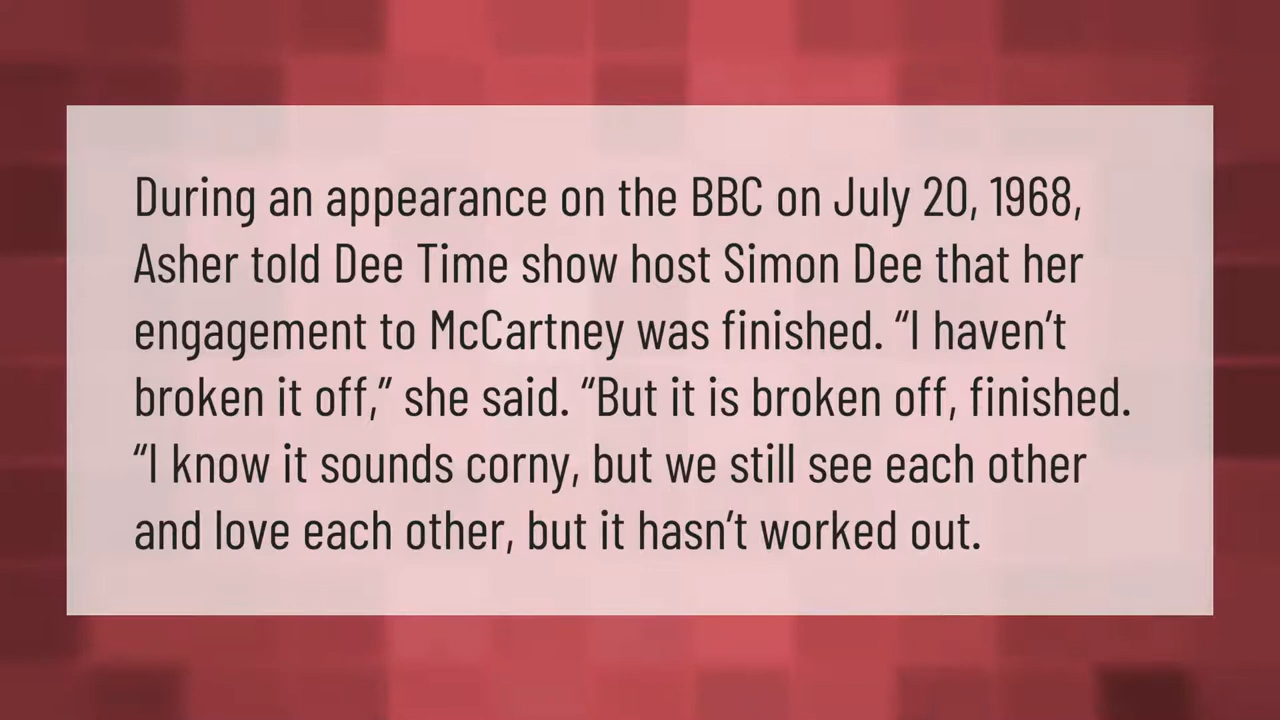 During an appearance on the BBC on July 20, 1968,
Asher told Dee Time show host Simon Dee that her
engagement to McCartney was finished. “I haven’t
broken it off,” she said. “But it is broken off, finished.
“I know it sounds corny, but we still see each other
and love each other, but it hasn’t worked out.